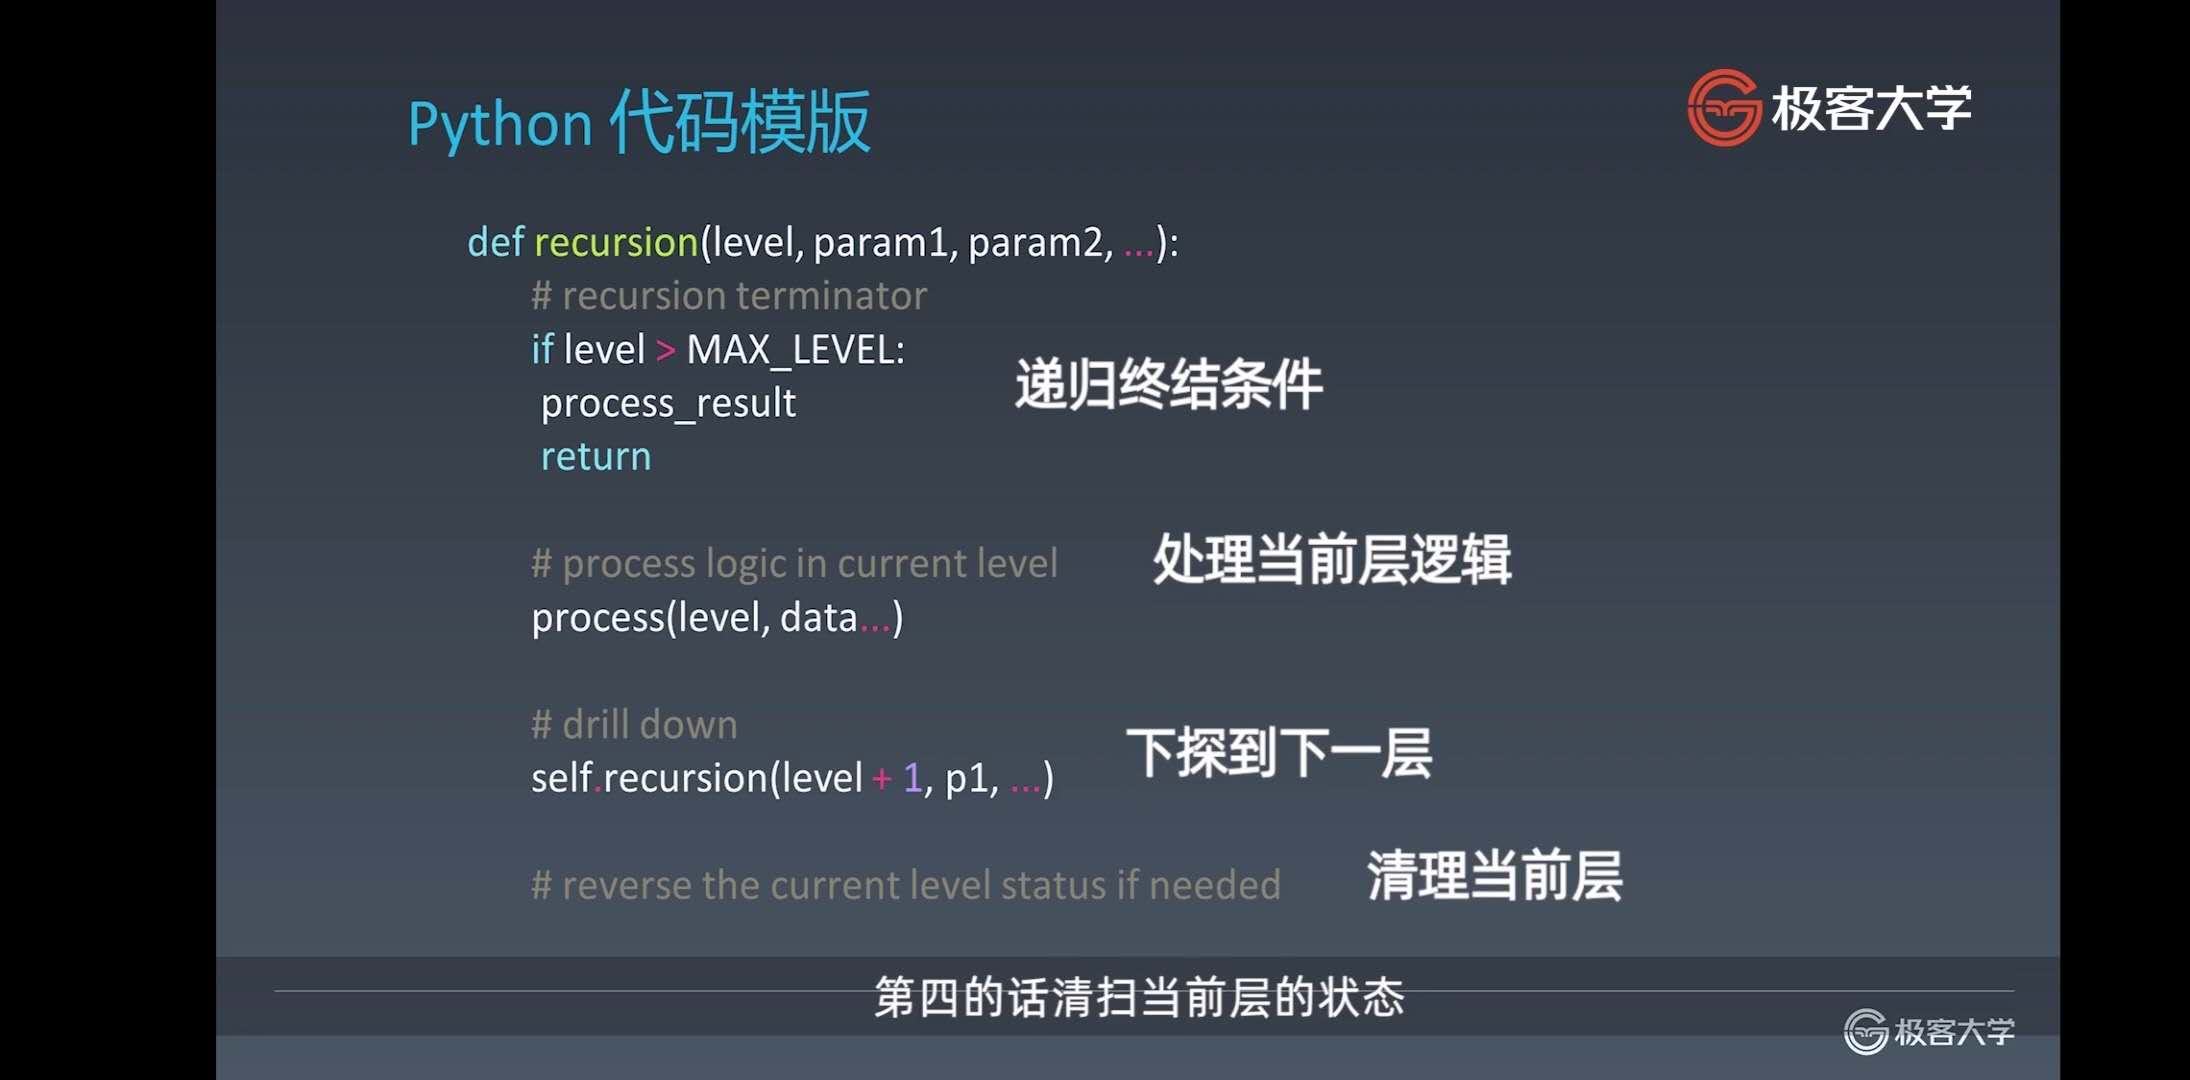 Python 代码模版
极客大学
def recursion(level, param1, param2, ...):
# recursion terminator
if level > MAX_LEVEL:
process_result
return
递归终结条件
# process logic in current level
处理当前层逻辑
process(level, data...)
# drill down
下探到下一层
self.recursion(level + 1, p1, ...)
# reverse the current level status if needed
清理当前层
第四的话清扫当前层的状态
极客大学